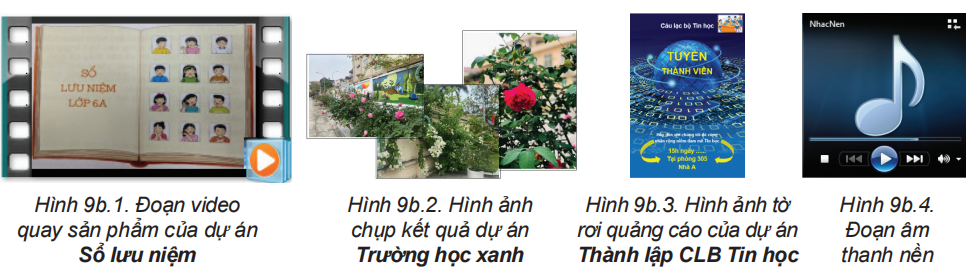 SỔ
LƯU NIỆM
LỚP 6A
Câu lạc bộ Tin học
TUYỂN
THÀNH VIÊN
15h ngày ......
Tại phòng 305
Nhà A
NhacNen
Hình 9b.1. Đoạn video
quay sản phẩm của dự án
Sổ lưu niệm
Hình 9b.2. Hình ảnh
chụp kết quả dự án
Trường học xanh
Hình 9b.3. Hình ảnh tờ
rơi quảng cáo của dự án
Thành lập CLB Tin học
Hình 9b.4.
Đoạn âm
thanh nền